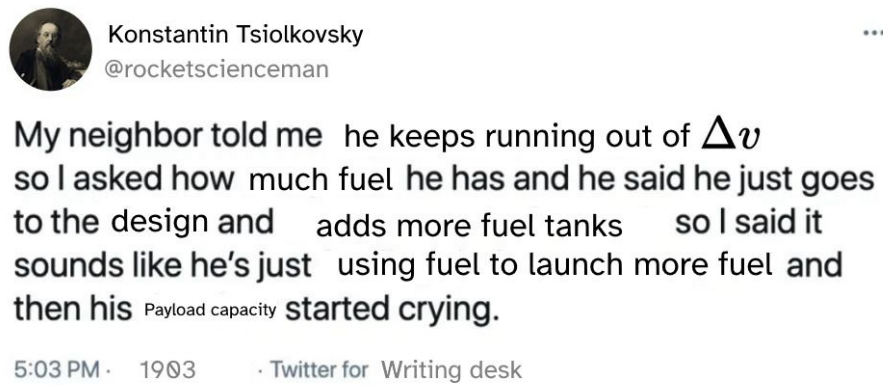 Konstantin Tsiolkovsky
@rocketscienceman
My neighbor told me he keeps running out of Δv
so I asked how much fuel he has and he said he just goes
to the design and adds more fuel tanks so I said it
sounds like he's just using fuel to launch more fuel and
then his Payload capacity started crying.
5:03 PM · 1903 · Twitter for Writing desk